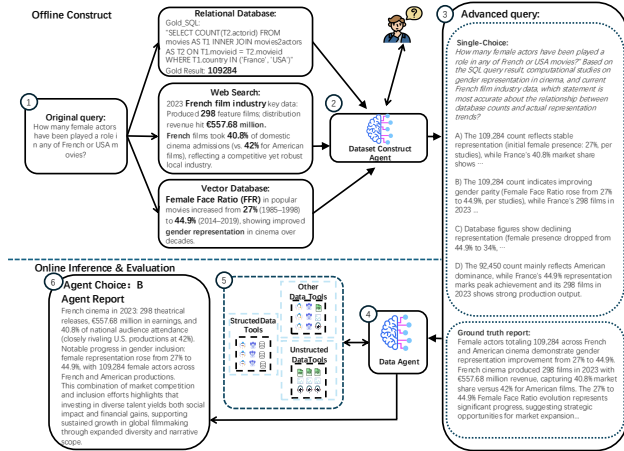 Offline Construct
1
Original query:
How many female actors
have been played a role i
n any of French or USA m
ovies?
Relational Database:
Gold_SQL:
"SELECT COUNT(T2.actorid) FROM
movies AS T1 INNER JOIN movies2actors
AS T2 ON T1.movieid = T2.movieid
WHERE T1.country IN ('France', 'USA')"
Gold Result: 109284
Web Search:
2023 French film industry key data:
Produced 298 feature films; distribution
revenue hit €557.68 million.
French films took 40.8% of domestic
cinema admissions (vs. 42% for American
films), reflecting a competitive yet robust
local industry.
Vector Database:
Female Face Ratio (FFR) in popular
movies increased from 27% (1985–1998)
to 44.9% (2014–2019), showing improved
gender representation in cinema over
decades.
2
Dataset Construct
Agent
?
3
Advanced query:
Single-Choice:
How many female actors have been played a
role in any of French or USA movies?" Based on
the SQL query result, computational studies on
gender representation in cinema, and current
French film industry data, which statement is
most accurate about the relationship between
database counts and actual representation
trends?
A) The 109,284 count reflects stable
representation (initial female presence: 27%, per
studies), while France's 40.8% market share
shows ···
B) The 109,284 count indicates improving
gender parity (Female Face Ratio rose from 27%
to 44.9%, per studies), while France's 298 films in
2023 ...
C) Database figures show declining
representation (female presence dropped from
44.9% to 34%, ···
D) The 92,450 count mainly reflects American
dominance, while France's 44.9% representation
marks peak achievement and its 298 films in
2023 shows strong production output.
Ground truth report:
Female actors totaling 109,284 across French
and American cinema demonstrate gender
representation improvement from 27% to 44.9%.
French cinema produced 298 films in 2023 with
€557.68 million revenue, capturing 40.8% market
share versus 42% for American films. The 27% to
44.9% Female Face Ratio evolution represents
significant progress, suggesting strategic
opportunities for market expansion...
Online Inference & Evaluation
6
Agent Choice: B
Agent Report
French cinema in 2023: 298 theatrical
releases, €557.68 million in earnings, and
40.8% of national audience attendance
(closely rivaling U.S. productions at 42%).
Notable progress in gender inclusion:
female representation rose from 27% to
44.9%, with 109,284 female actors across
French and American productions.
This combination of market competition
and inclusion efforts highlights that
investing in diverse talent yields both social
impact and financial gains, supporting
sustained growth in global filmmaking
through expanded diversity and narrative
scope.
5
Other
Data Tools
StructedData
Tools
Unstructed
DataTools
4
Data Agent